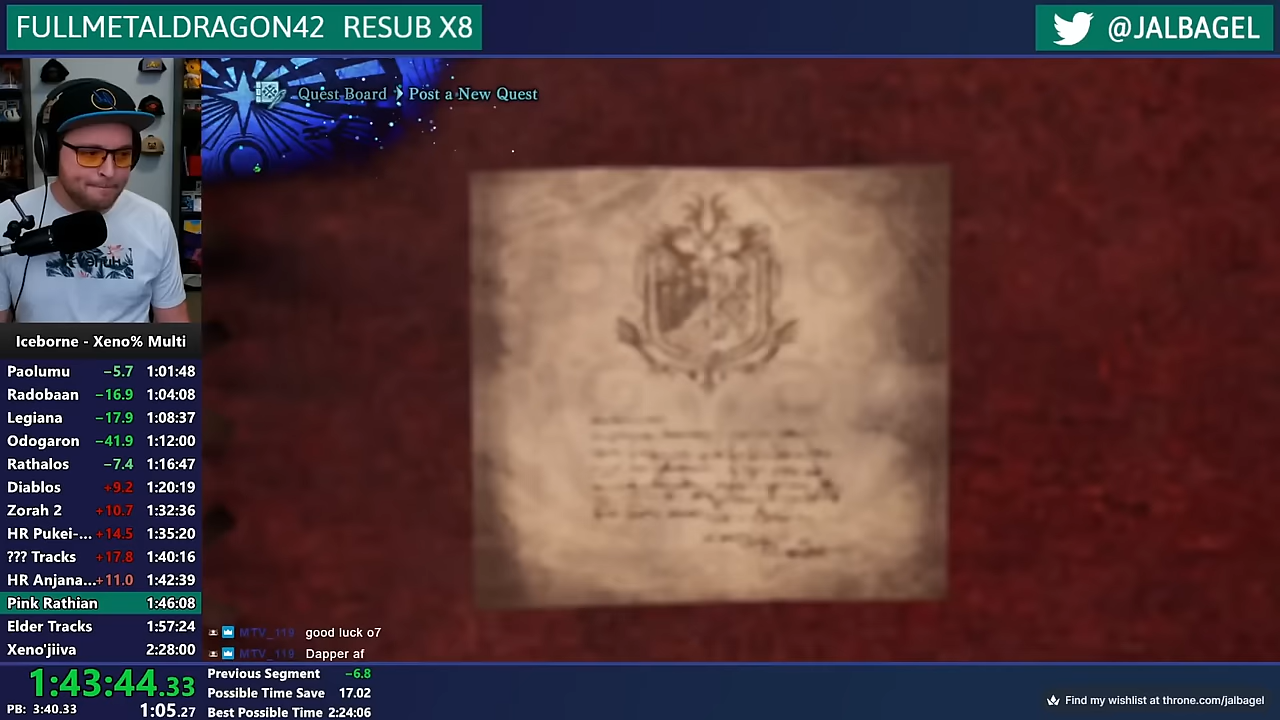 FULLMETALDRAGON42 RESUB X8
@JALBAGEL
Quest Board Post a New Quest
Iceborne - Xeno% Multi
Paolumu −5.7 1:01:48
Radobaan −16.9 1:04:08
Legiana −17.9 1:08:37
Odogaron −41.9 1:12:00
Rathalos −7.4 1:16:47
Diablos +9.2 1:20:19
Zorah 2 +10.7 1:32:36
HR Pukei-... +14.5 1:35:20
??? Tracks +17.8 1:40:16
HR Anjana... +11.0 1:42:39
Pink Rathian 1:46:08
Elder Tracks 1:57:24
Xeno'jiiva 2:28:00
1:43:44.33
PB: 3:40.33 1:05.27
MTV_119 good luck o7
MTV_119 Dapper af
Previous Segment −6.8
Possible Time Save 17.02
Best Possible Time 2:24:06
Find my wishlist at throne.com/jalbagel